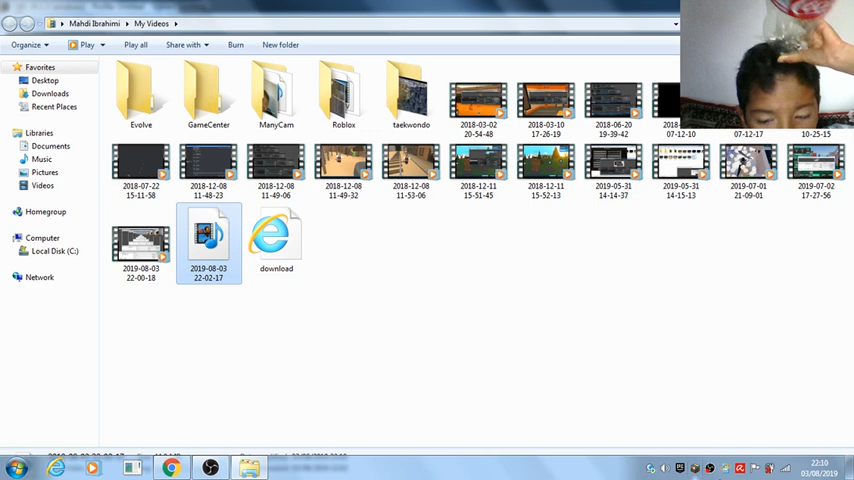 Mahdi Ibrahimi ▸ My Videos ▸
Organize Play Play all Share with Burn New folder
Favorites
Desktop
Downloads
Recent Places
Libraries
Documents
Music
Pictures
Videos
Homegroup
Computer
Local Disk (C:)
Network
Evolve GameCenter ManyCam Roblox taekwondo
2018-03-02
20-54-48
2018-03-10
17-26-19
2018-06-20
19-39-42
07-12-10
07-12-17
10-25-15
2018-07-22
15-11-58
2018-12-08
11-48-23
2018-12-08
11-49-06
2018-12-08
11-49-32
2018-12-08
11-53-06
2018-12-11
15-51-45
2018-12-11
15-52-13
2019-05-31
14-14-37
2019-05-31
14-15-13
2019-07-01
21-09-01
2019-07-02
17-27-56
2019-08-03
22-00-18
2019-08-03
22-02-17
download
22:10
03/08/2019